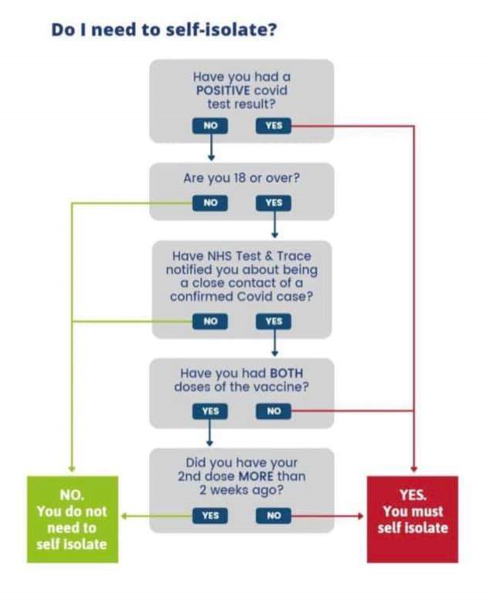 Do I need to self-isolate?
Have you had a
POSITIVE covid
test result?
NO YES
Are you 18 or over?
NO YES
Have NHS Test & Trace
notified you about being
a close contact of a
confirmed Covid case?
NO YES
Have you had BOTH
doses of the vaccine?
YES NO
Did you have your
2nd dose MORE than
2 weeks ago?
YES NO
NO.
You do not
need to
self isolate
YES.
You must
self isolate